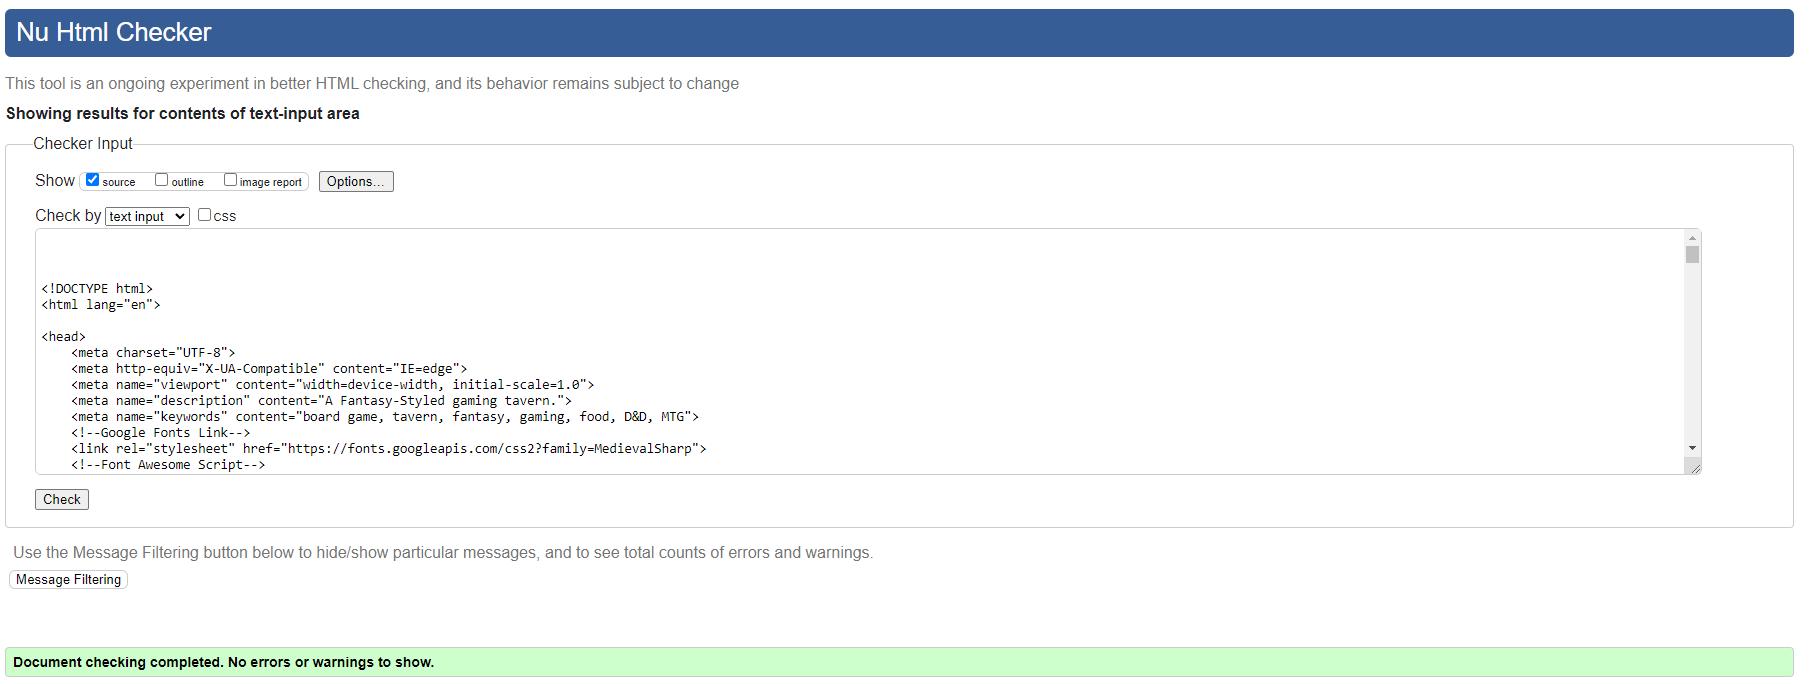 Nu Html Checker
This tool is an ongoing experiment in better HTML checking, and its behavior remains subject to change
Showing results for contents of text-input area
Checker Input
Show source outline image report Options...
Check by text input css
<!DOCTYPE html>
<html lang="en">
<head>
<meta charset="UTF-8">
<meta http-equiv="X-UA-Compatible" content="IE=edge">
<meta name="viewport" content="width=device-width, initial-scale=1.0">
<meta name="description" content="A Fantasy-Styled gaming tavern.">
<meta name="keywords" content="board game, tavern, fantasy, gaming, food, D&D, MTG">
<!--Google Fonts Link-->
<link rel="stylesheet" href="https://fonts.googleapis.com/css2?family=MedievalSharp">
<!--Font Awesome Script-->
Check
Use the Message Filtering button below to hide/show particular messages, and to see total counts of errors and warnings.
Message Filtering
Document checking completed. No errors or warnings to show.